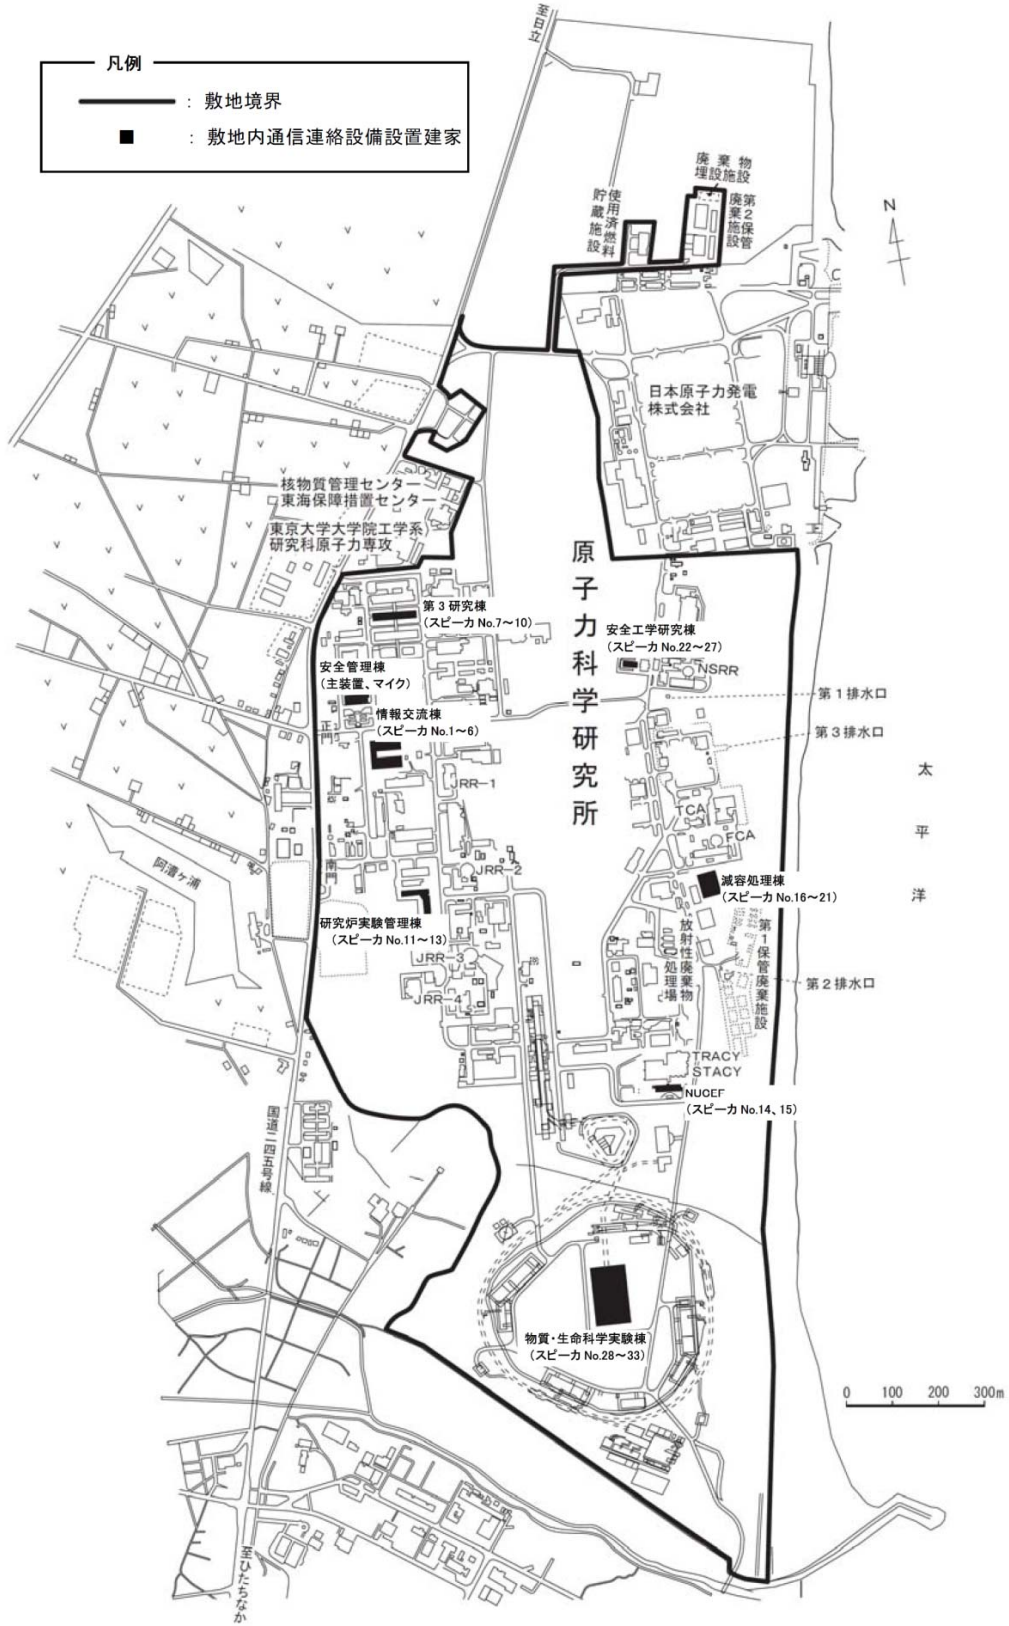 凡例
: 敷地境界
■ : 敷地内通信連絡設備設置建家
至日立
廃棄物
埋設施設
使用済燃料
貯蔵施設
第2保管
廃棄施設
N
日本原子力発電
株式会社
核物質管理センター
東海保障措置センター
東京大学大学院工学系
研究科原子力専攻
原子力科学研究所
第3研究棟
(スピーカ No.7～10)
安全工学研究棟
(スピーカ No.22～27)
NSRR
安全管理棟
(主装置、マイク)
正門
情報交流棟
(スピーカ No.1～6)
第1排水口
第3排水口
太平洋
JRR-1
TCA
FCA
阿漕ヶ浦
南門
JRR-2
減容処理棟
(スピーカ No.16～21)
研究炉実験管理棟
(スピーカ No.11～13)
JRR-3
JRR-4
放射性廃棄物
処理場
第1保管廃棄施設
第2排水口
TRACY
STACY
NUCEF
(スピーカ No.14、15)
国道二四五号線
物質・生命科学実験棟
(スピーカ No.28～33)
0 100 200 300m
至ひたちなか